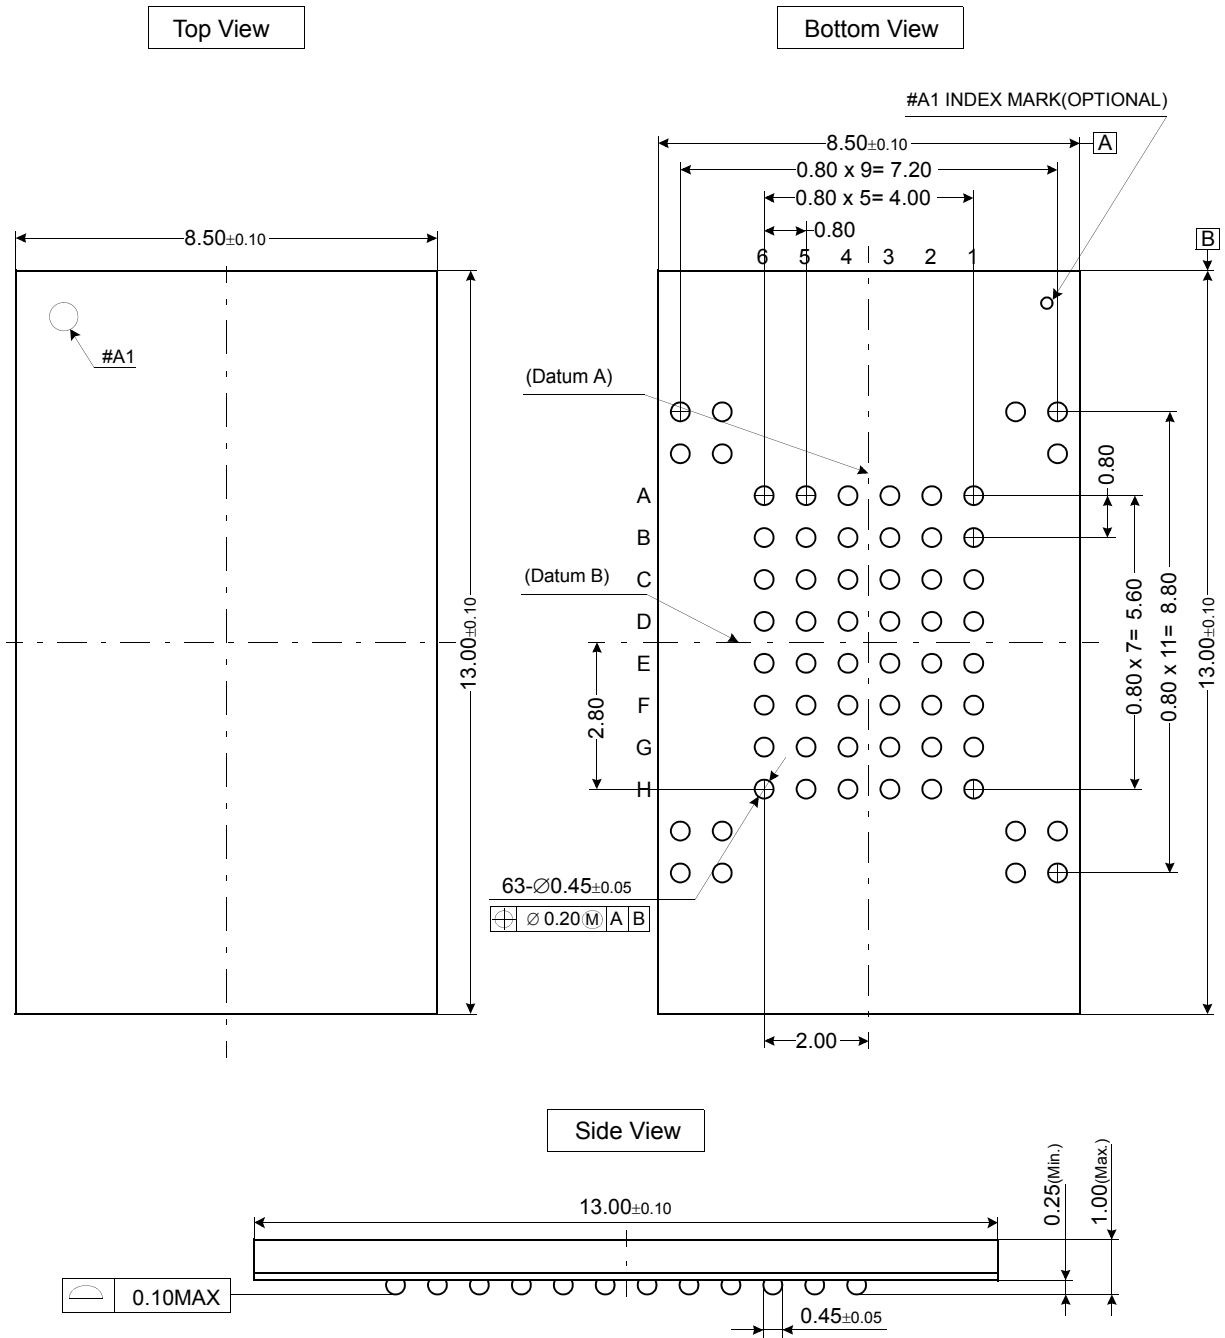 Top View
Bottom View
#A1 INDEX MARK(OPTIONAL)
8.50±0.10
A
0.80 x 9= 7.20
0.80 x 5= 4.00
0.80
8.50±0.10
B
6 5 4 3 2 1
#A1
(Datum A)
0.80
A
B
C
(Datum B)
D
E
F
G
H
13.00±0.10
2.80
0.80 x 7= 5.60
0.80 x 11= 8.80
13.00±0.10
63-∅0.45±0.05
⌖ ∅ 0.20 Ⓜ A B
2.00
Side View
13.00±0.10
0.25(Min.)
1.00(Max.)
0.10MAX
0.45±0.05